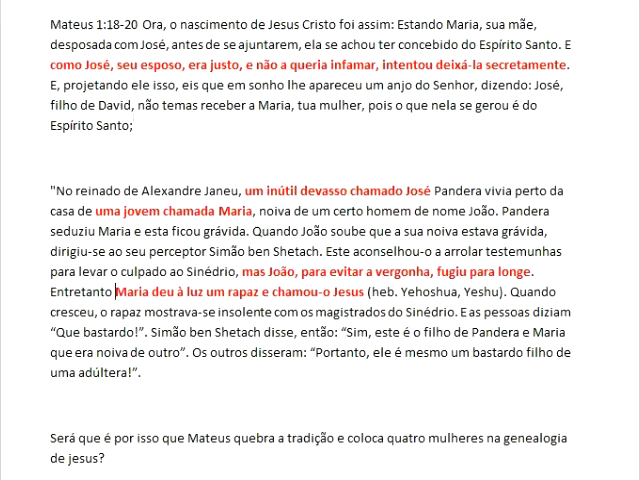 Mateus 1:18-20 Ora, o nascimento de Jesus Cristo foi assim: Estando Maria, sua mãe,
desposada com José, antes de se ajuntarem, ela se achou ter concebido do Espírito Santo. E
como José, seu esposo, era justo, e não a queria infamar, intentou deixá-la secretamente.
E, projetando ele isso, eis que em sonho lhe apareceu um anjo do Senhor, dizendo: José,
filho de David, não temas receber a Maria, tua mulher, pois o que nela se gerou é do
Espírito Santo;
"No reinado de Alexandre Janeu, um inútil devasso chamado José Pandera vivia perto da
casa de uma jovem chamada Maria, noiva de um certo homem de nome João. Pandera
seduziu Maria e esta ficou grávida. Quando João soube que a sua noiva estava grávida,
dirigiu-se ao seu perceptor Simão ben Shetach. Este aconselhou-o a arrolar testemunhas
para levar o culpado ao Sinédrio, mas João, para evitar a vergonha, fugiu para longe.
Entretanto Maria deu à luz um rapaz e chamou-o Jesus (heb. Yehoshua, Yeshu). Quando
cresceu, o rapaz mostrava-se insolente com os magistrados do Sinédrio. E as pessoas diziam
“Que bastardo!”. Simão ben Shetach disse, então: “Sim, este é o filho de Pandera e Maria
que era noiva de outro”. Os outros disseram: “Portanto, ele é mesmo um bastardo filho de
uma adúltera!”.
Será que é por isso que Mateus quebra a tradição e coloca quatro mulheres na genealogia
de jesus?